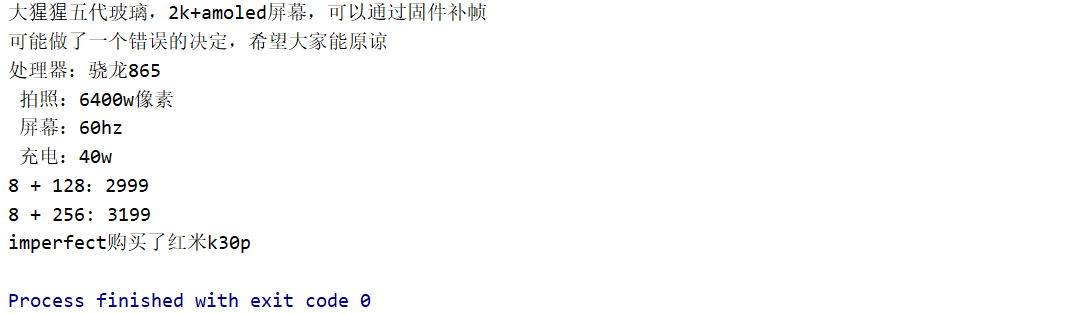 大猩猩五代玻璃，2k+amoled屏幕，可以通过固件补帧
可能做了一个错误的决定，希望大家能原谅
处理器：骁龙865
拍照：6400w像素
屏幕：60hz
充电：40w
8 + 128：2999
8 + 256：3199
imperfect购买了红米k30p
Process finished with exit code 0